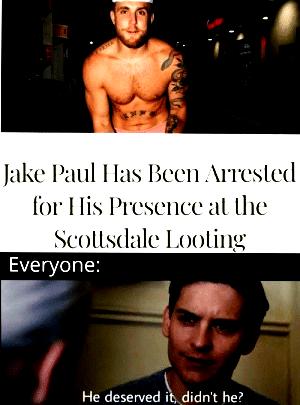 Jake Paul Has Been Arrested
for His Presence at the
Scottsdale Looting
Everyone:
He deserved it, didn't he?